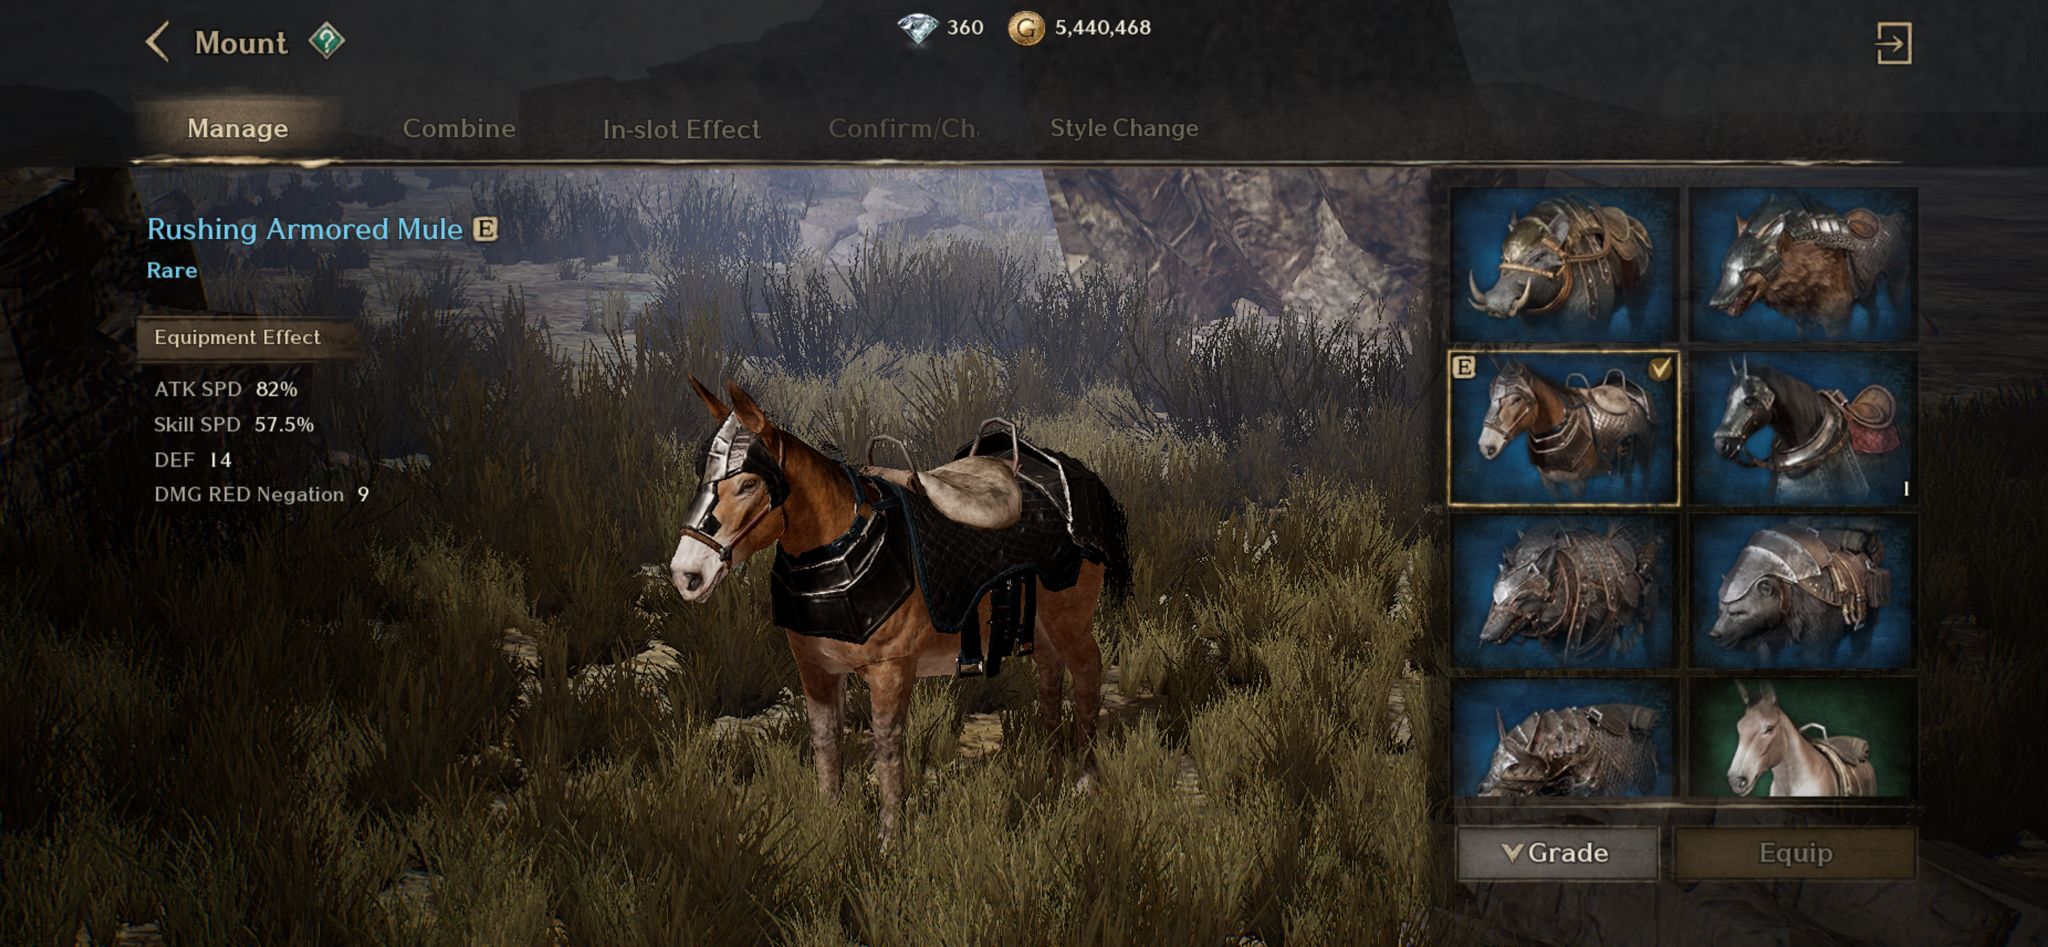 Mount
360
5,440,468
Manage
Combine
In-slot Effect
Confirm/Ch
Style Change
Rushing Armored Mule E
Rare
Equipment Effect
ATK SPD 82%
Skill SPD 57.5%
DEF 14
DMG RED Negation 9
E
1
Grade
Equip